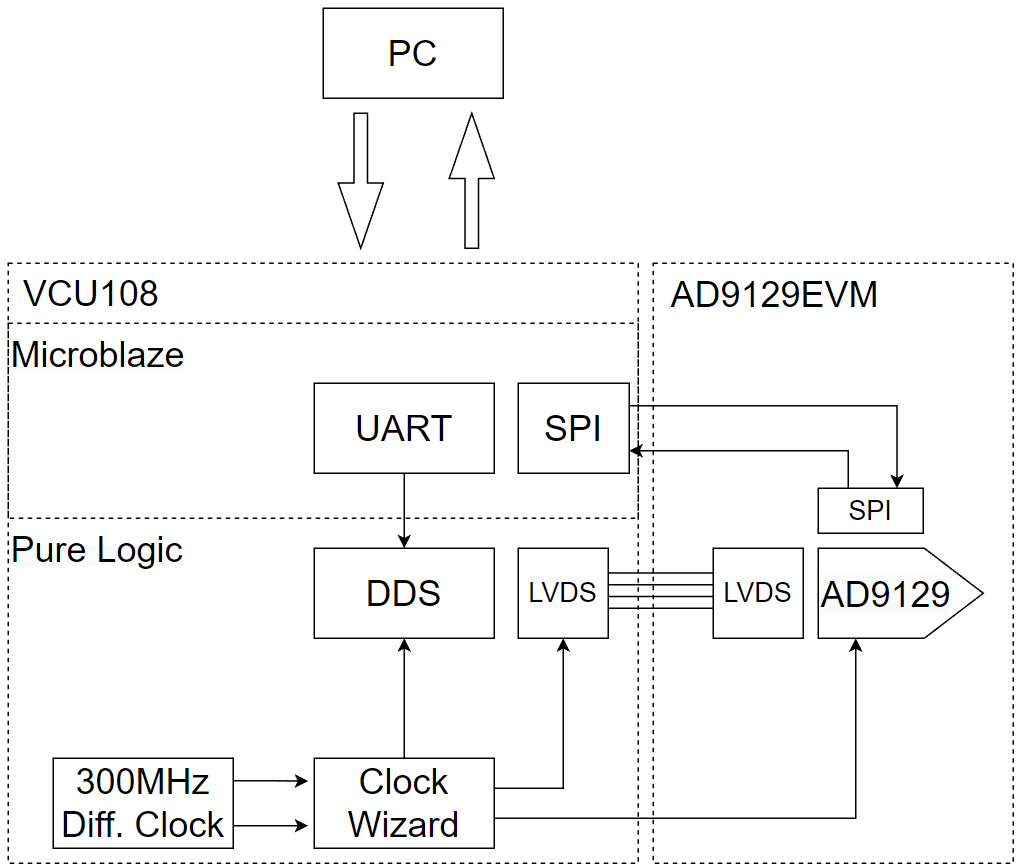 PC
VCU108
AD9129EVM
Microblaze
UART
SPI
SPI
Pure Logic
DDS
LVDS
LVDS
AD9129
300MHz
Diff. Clock
Clock
Wizard